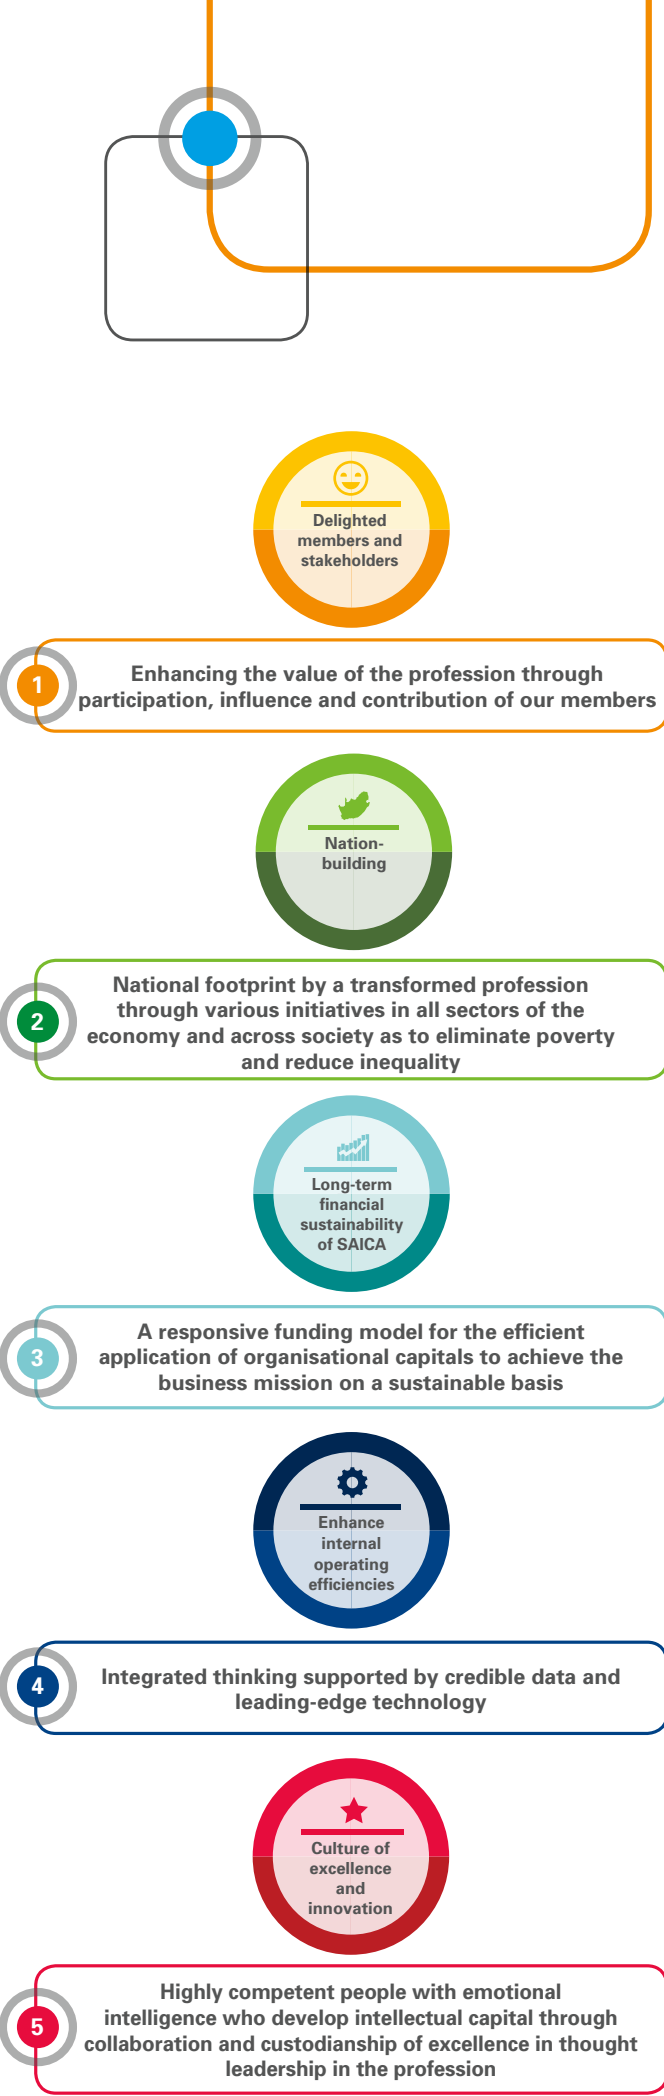 Delighted
members and
stakeholders
1
Enhancing the value of the profession through
participation, influence and contribution of our members
Nation-
building
2
National footprint by a transformed profession
through various initiatives in all sectors of the
economy and across society as to eliminate poverty
and reduce inequality
Long-term
financial
sustainability
of SAICA
3
A responsive funding model for the efficient
application of organisational capitals to achieve the
business mission on a sustainable basis
Enhance
internal
operating
efficiencies
4
Integrated thinking supported by credible data and
leading-edge technology
Culture of
excellence
and
innovation
5
Highly competent people with emotional
intelligence who develop intellectual capital through
collaboration and custodianship of excellence in thought
leadership in the profession